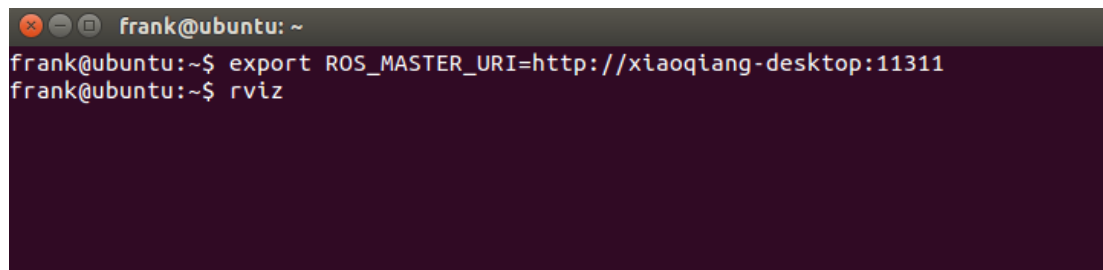 frank@ubuntu: ~
frank@ubuntu:~$ export ROS_MASTER_URI=http://xiaoqiang-desktop:11311
frank@ubuntu:~$ rviz